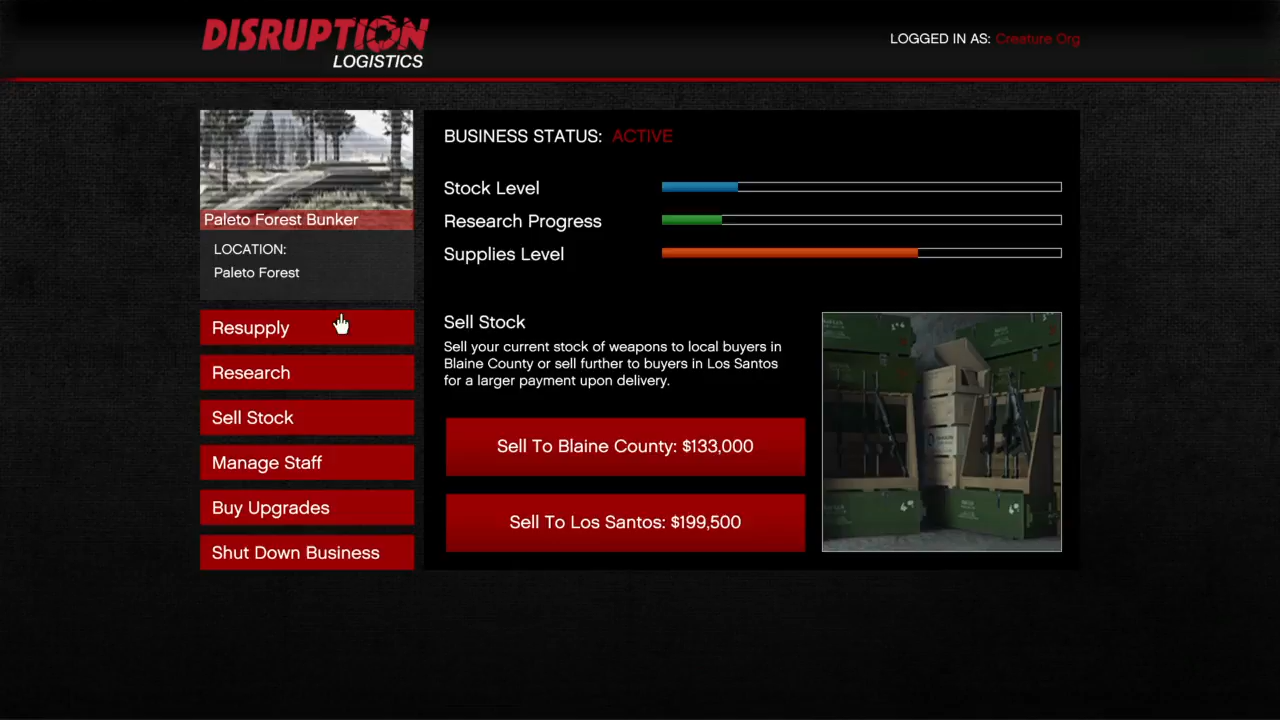 DISRUPTION
LOGISTICS
LOGGED IN AS: Creature Org
Paleto Forest Bunker
LOCATION:
Paleto Forest
Resupply
Research
Sell Stock
Manage Staff
Buy Upgrades
Shut Down Business
BUSINESS STATUS: ACTIVE
Stock Level
Research Progress
Supplies Level
Sell Stock
Sell your current stock of weapons to local buyers in
Blaine County or sell further to buyers in Los Santos
for a larger payment upon delivery.
Sell To Blaine County: $133,000
Sell To Los Santos: $199,500